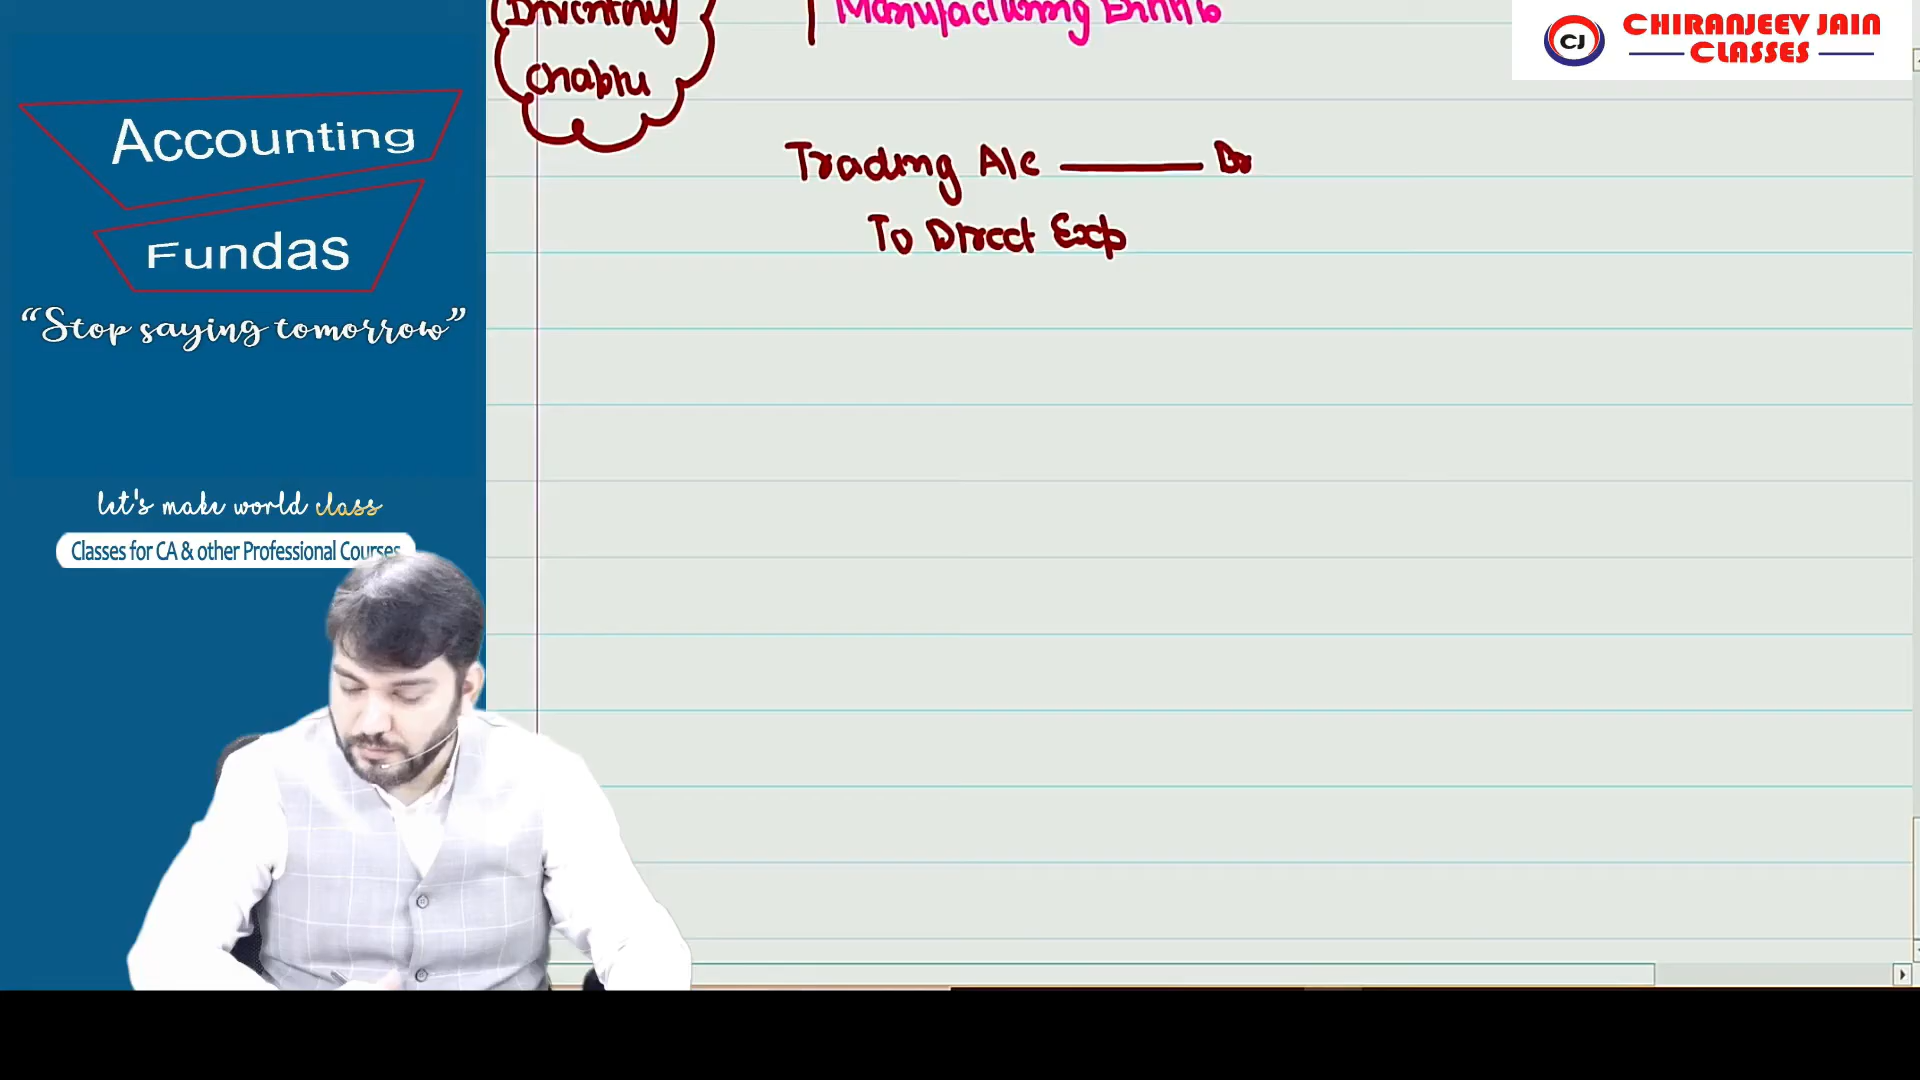 Inventory
Chapter
Manufacturing Entity
CHIRANJEEV JAIN
CJ
CLASSES
Accounting
Fundas
"Stop saying tomorrow"
let's make world class
Classes for CA & other Professional Courses
Trading A/c ——— Dr
To Direct Exp